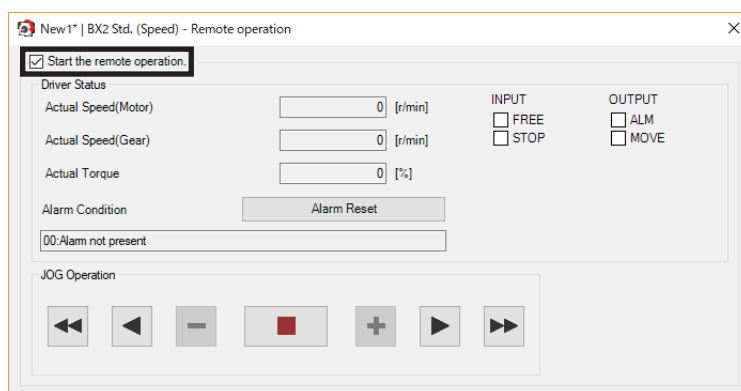 New1* | BX2 Std. (Speed) - Remote operation
Start the remote operation.
Driver Status
Actual Speed(Motor) 0 [r/min]
Actual Speed(Gear) 0 [r/min]
Actual Torque 0 [%]
INPUT
FREE
STOP
OUTPUT
ALM
MOVE
Alarm Condition Alarm Reset
00:Alarm not present
JOG Operation